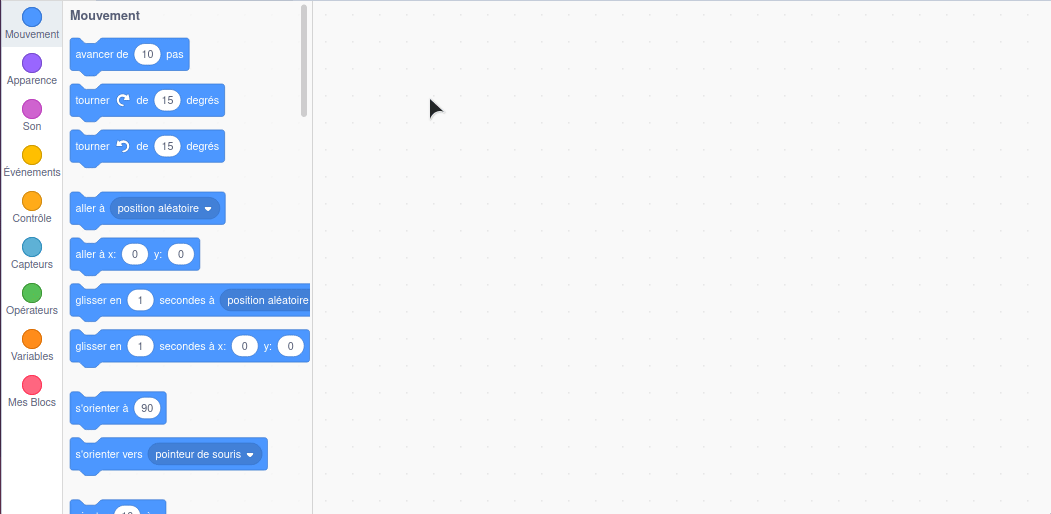 Mouvement
Apparence
Son
Événements
Contrôle
Capteurs
Opérateurs
Variables
Mes Blocs
Mouvement
avancer de 10 pas
tourner de 15 degrés
tourner de 15 degrés
aller à position aléatoire
aller à x: 0 y: 0
glisser en 1 secondes à position aléatoire
glisser en 1 secondes à x: 0 y: 0
s'orienter à 90
s'orienter vers pointeur de souris